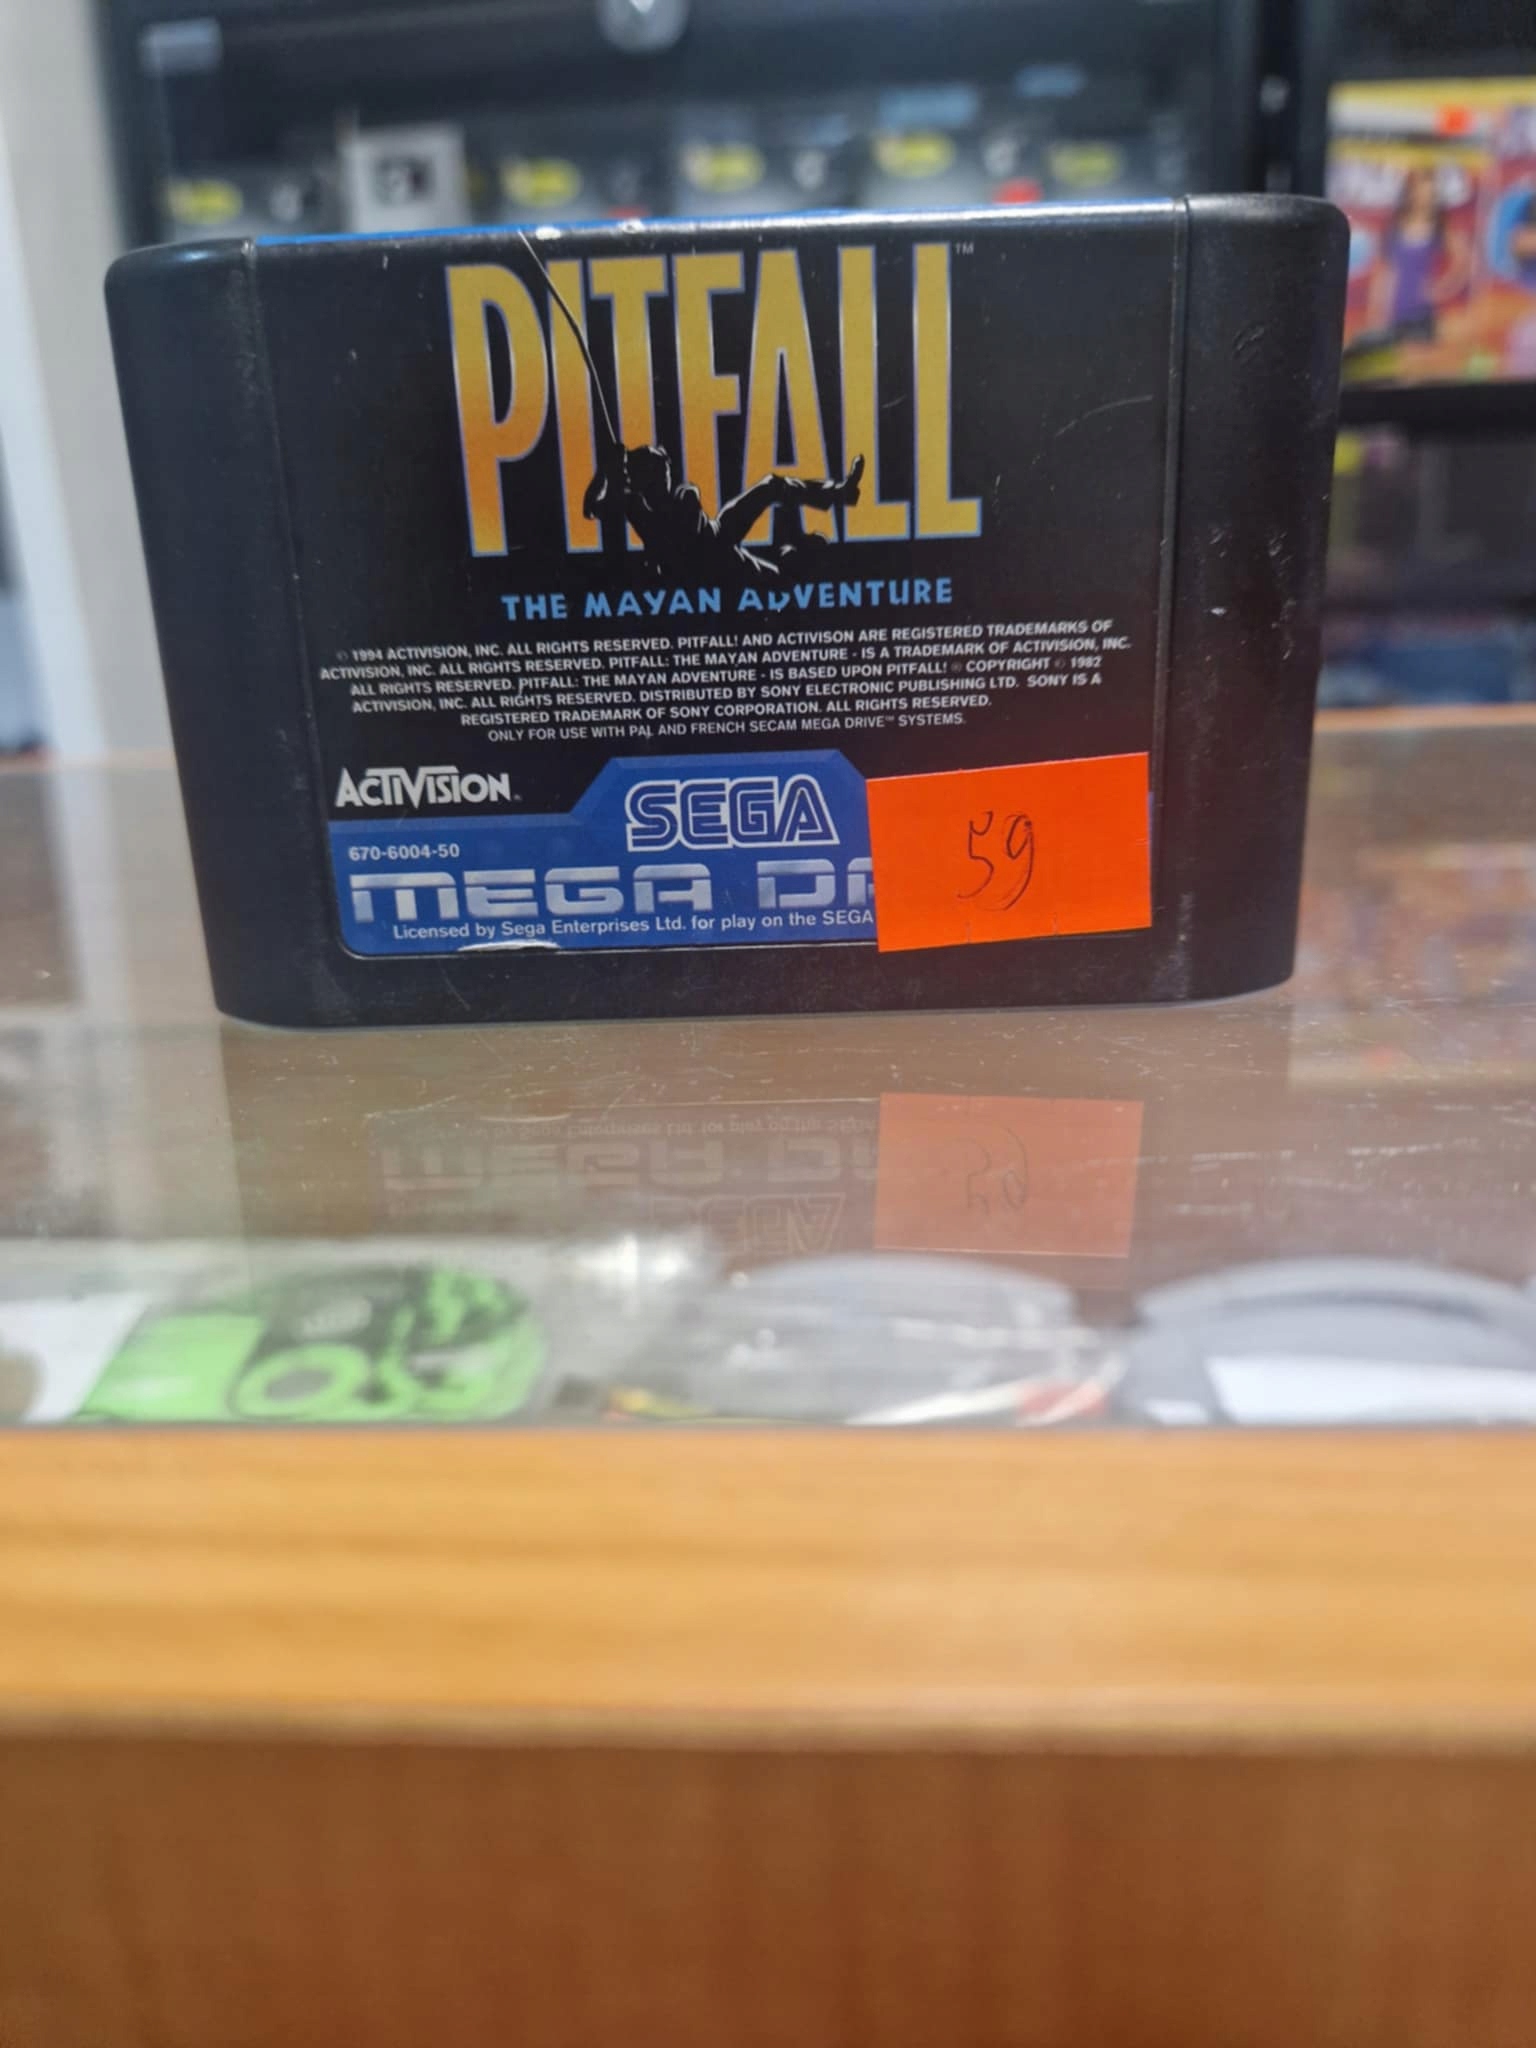 PITFALL™
THE MAYAN ADVENTURE
© 1994 ACTIVISION, INC. ALL RIGHTS RESERVED. PITFALL! AND ACTIVISON ARE REGISTERED TRADEMARKS OF
ACTIVISION, INC. ALL RIGHTS RESERVED. PITFALL: THE MAYAN ADVENTURE - IS A TRADEMARK OF ACTIVISION, INC.
ALL RIGHTS RESERVED. PITFALL: THE MAYAN ADVENTURE - IS BASED UPON PITFALL! ® COPYRIGHT © 1982
ACTIVISION, INC. ALL RIGHTS RESERVED. DISTRIBUTED BY SONY ELECTRONIC PUBLISHING LTD. SONY IS A
REGISTERED TRADEMARK OF SONY CORPORATION. ALL RIGHTS RESERVED.
ONLY FOR USE WITH PAL AND FRENCH SECAM MEGA DRIVE™ SYSTEMS.
ACTIVISION
SEGA
59
670-6004-50
MEGA D
Licensed by Sega Enterprises Ltd. for play on the SEGA